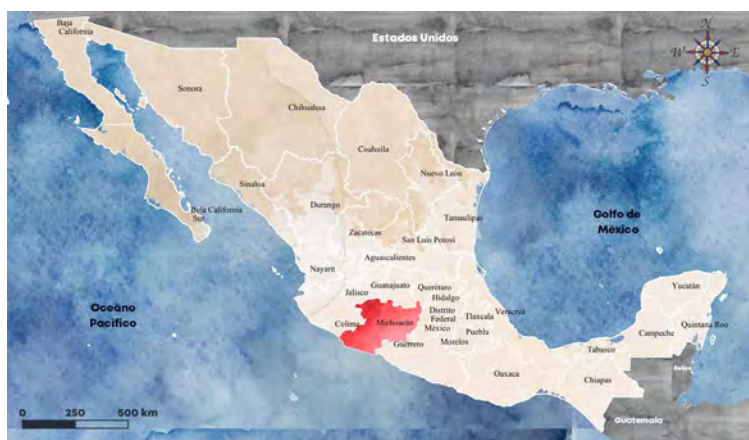 Baja
California
Estados Unidos
N
W
E
S
Sonora
Chihuahua
Coahuila
Nuevo León
Sinaloa
Durango
Baja California
Sur
Tamaulipas
Zacatecas
San Luis Potosí
Golfo de
México
Aguascalientes
Nayarit
Guanajuato
Querétaro
Jalisco
Hidalgo
Yucatán
Océano
Pacífico
Distrito
Federal
Tlaxcala
Veracruz
Colima
Michoacán
México
Puebla
Campeche
Quintana Roo
Guerrero
Morelos
Tabasco
Belice
Oaxaca
Chiapas
0
250
500 km
Guatemala